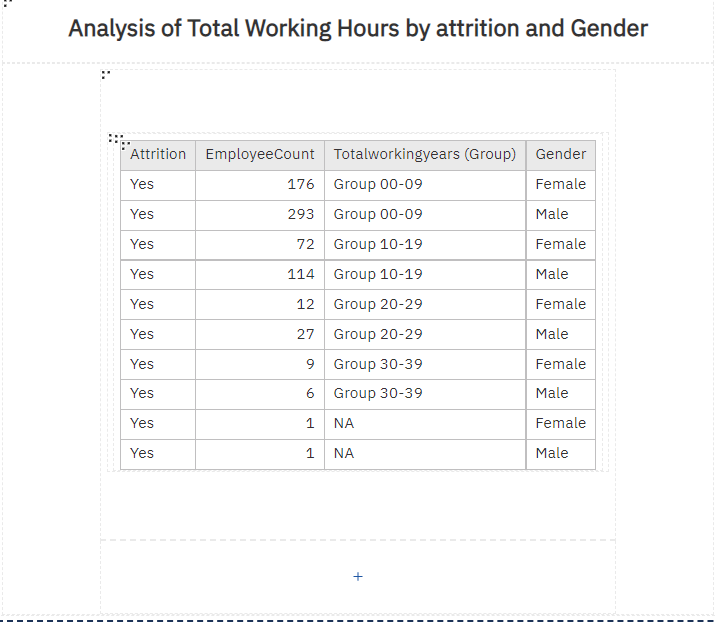 Analysis of Total Working Hours by attrition and Gender
Attrition EmployeeCount Totalworkingyears (Group) Gender
Yes 176 Group 00-09 Female
Yes 293 Group 00-09 Male
Yes 72 Group 10-19 Female
Yes 114 Group 10-19 Male
Yes 12 Group 20-29 Female
Yes 27 Group 20-29 Male
Yes 9 Group 30-39 Female
Yes 6 Group 30-39 Male
Yes 1 NA Female
Yes 1 NA Male
+